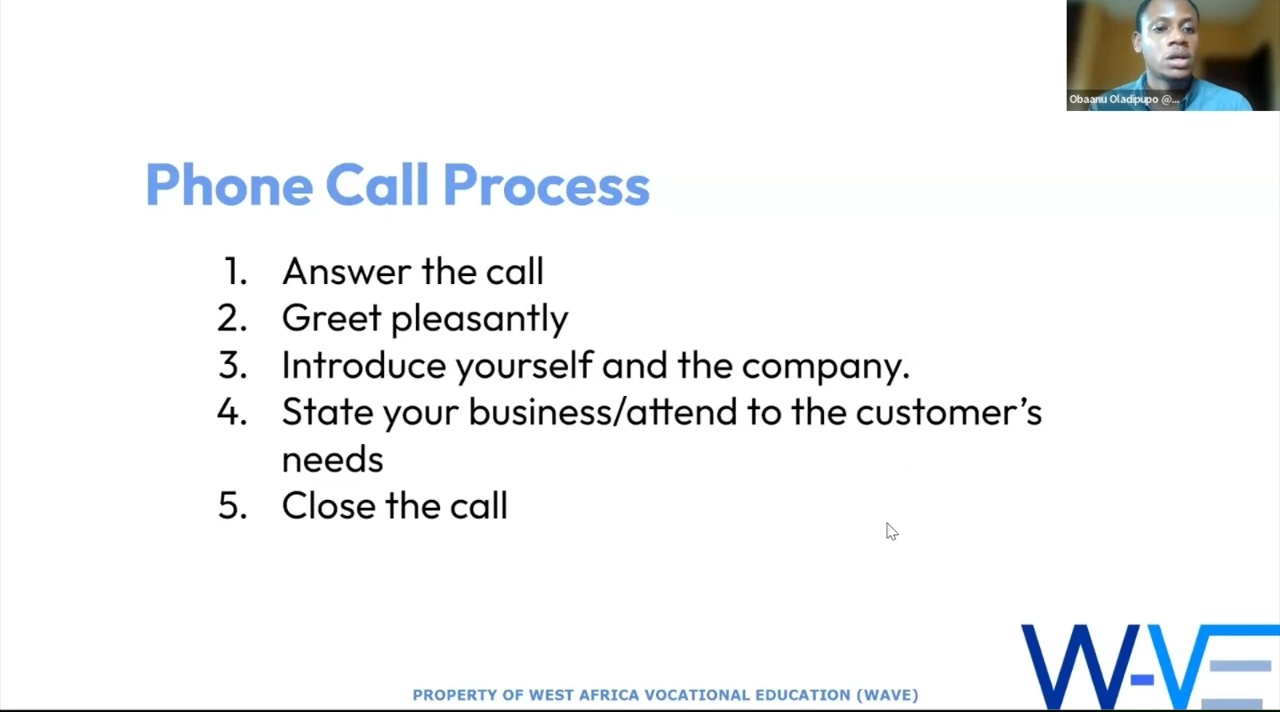 Obaanu Oladipupo @...
Phone Call Process
1. Answer the call
2. Greet pleasantly
3. Introduce yourself and the company.
4. State your business/attend to the customer's
needs
5. Close the call
W-VE
PROPERTY OF WEST AFRICA VOCATIONAL EDUCATION (WAVE)